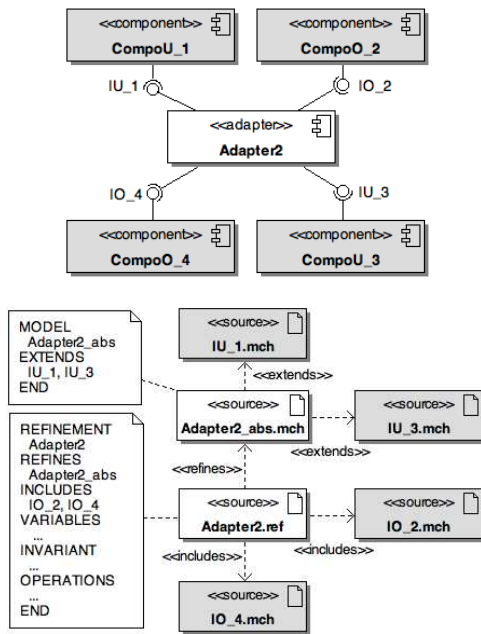 <<component>> <<component>>
CompoU_1 CompoO_2
IU_1 IO_2
<<adapter>>
Adapter2
IO_4 IU_3
<<component>> <<component>>
CompoO_4 CompoU_3
MODEL
Adapter2_abs
EXTENDS
IU_1, IU_3
END
<<source>>
IU_1.mch
<<extends>>
<<source>>
Adapter2_abs.mch
<<source>>
IU_3.mch
<<extends>>
<<refines>>
REFINEMENT
Adapter2
REFINES
Adapter2_abs
INCLUDES
IO_2, IO_4
VARIABLES
...
INVARIANT
...
OPERATIONS
...
END
<<source>>
Adapter2.ref
<<source>>
IO_2.mch
<<includes>>
<<includes>>
<<source>>
IO_4.mch